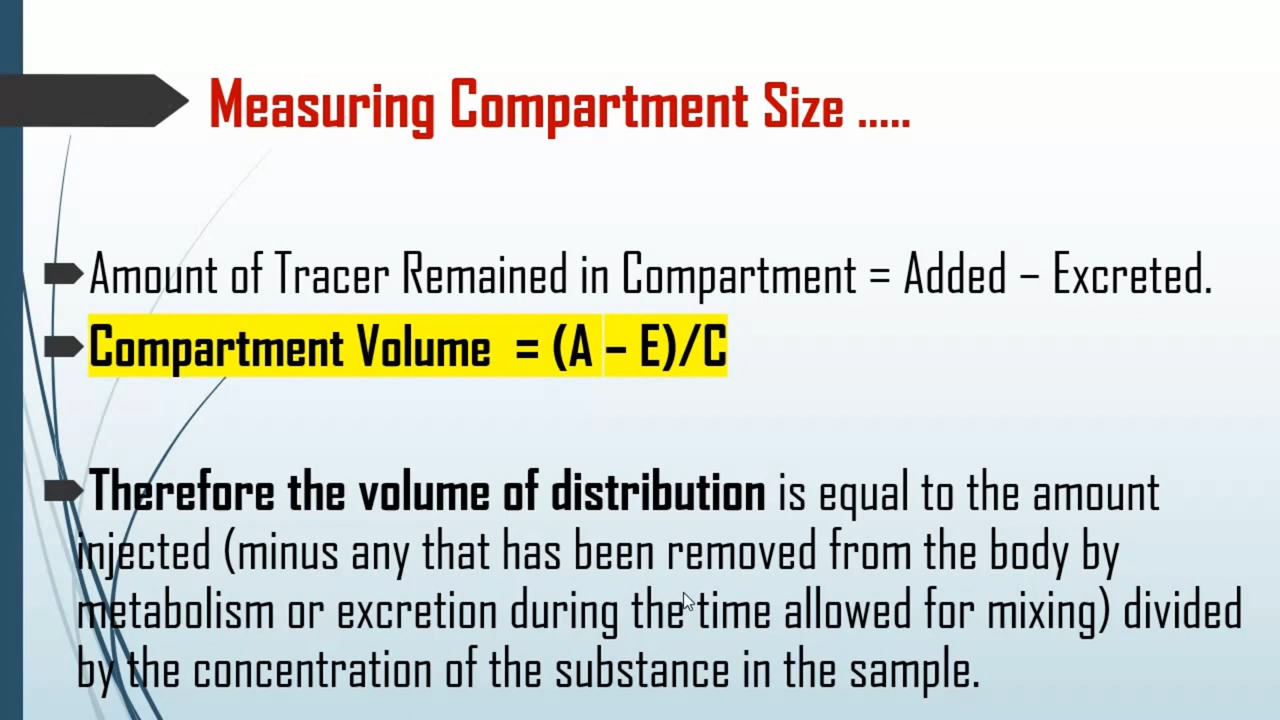 Measuring Compartment Size .....
Amount of Tracer Remained in Compartment = Added – Excreted.
Compartment Volume = (A – E)/C
Therefore the volume of distribution is equal to the amount
injected (minus any that has been removed from the body by
metabolism or excretion during the time allowed for mixing) divided
by the concentration of the substance in the sample.